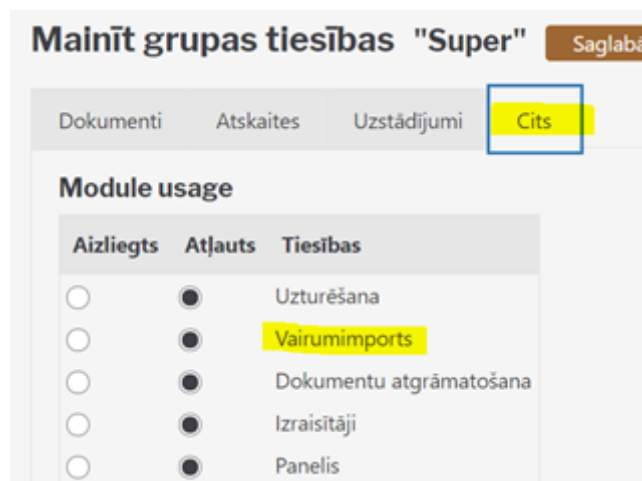 Mainīt grupas tiesības "Super"
Dokumenti Atskaites Uzstādījumi Cits
Module usage
Aizliegts Atļauts Tiesības
Uzturēšana
Vairumimports
Dokumentu atgrāmatošana
Izraisītāji
Panelis